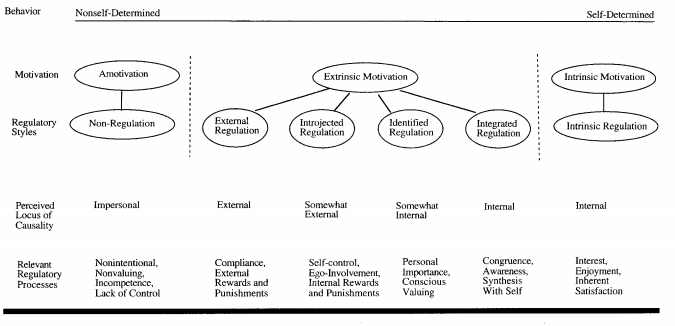 Behavior
Nonself-Determined
Self-Determined
Motivation
Amotivation
Extrinsic Motivation
Intrinsic Motivation
Regulatory
Styles
Non-Regulation
External
Regulation
Introjected
Regulation
Identified
Regulation
Integrated
Regulation
Intrinsic Regulation
Perceived
Locus of
Causality
Impersonal
External
Somewhat
External
Somewhat
Internal
Internal
Internal
Relevant
Regulatory
Processes
Nonintentional,
Nonvaluing,
Incompetence,
Lack of Control
Compliance,
External
Rewards and
Punishments
Self-control,
Ego-Involvement,
Internal Rewards
and Punishments
Personal
Importance,
Conscious
Valuing
Congruence,
Awareness,
Synthesis
With Self
Interest,
Enjoyment,
Inherent
Satisfaction